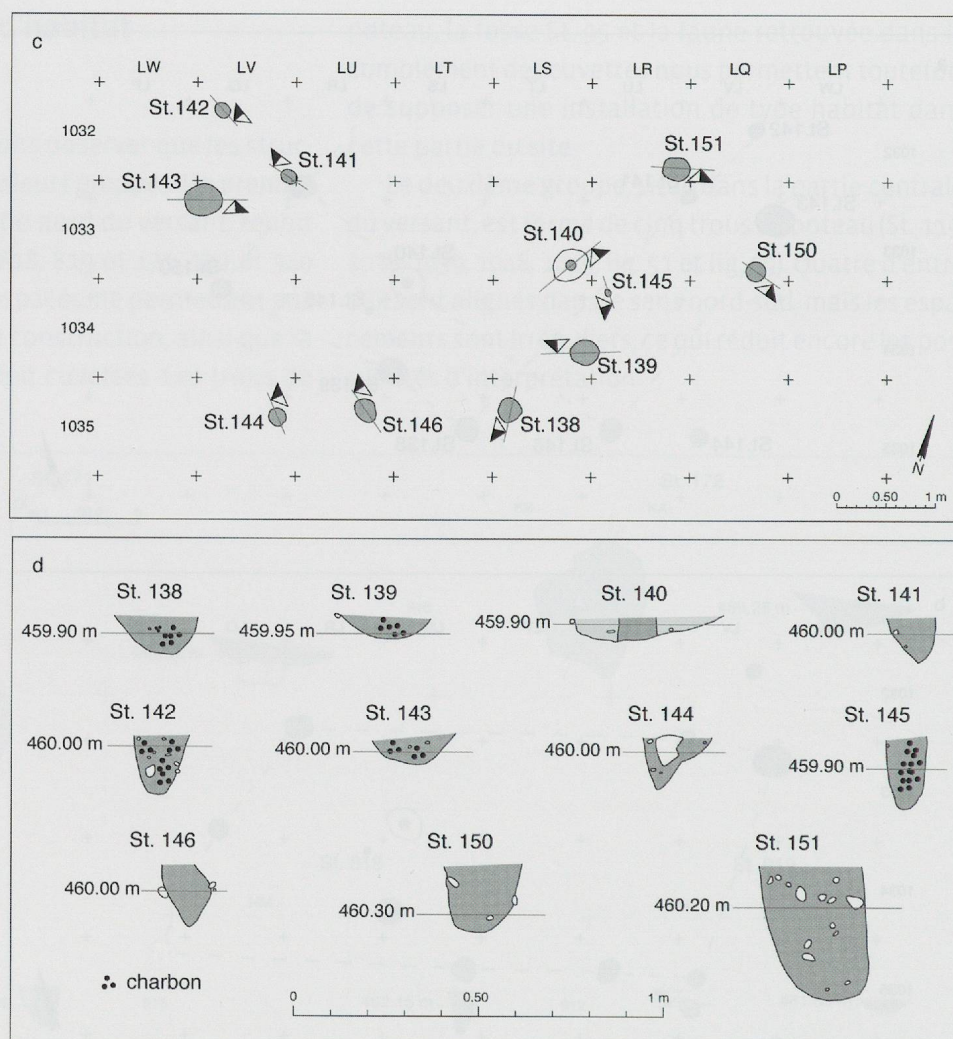 c
LW LV LU LT LS LR LQ LP
St.142
1032
St.141
St.151
St.143
1033
St.140
St.150
St.145
1034
St.139
St.144
St.146
St.138
1035
N
0 0.50 1 m
d
St. 138 St. 139 St. 140 St. 141
459.90 m 459.95 m 459.90 m 460.00 m
St. 142 St. 143 St. 144 St. 145
460.00 m 460.00 m 460.00 m 459.90 m
St. 146 St. 150 St. 151
460.00 m 460.30 m 460.20 m
charbon
0 0.50 1 m